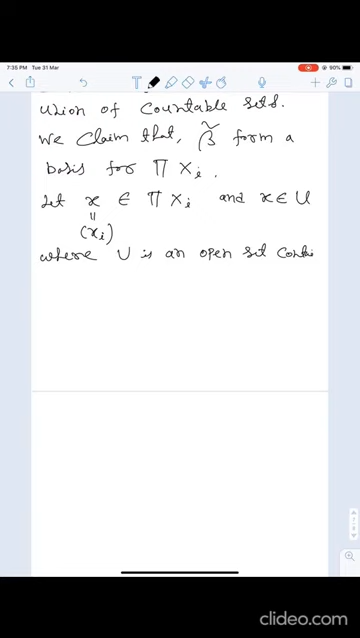 7:35 PM Tue 31 Mar 90%
union of countable sets.
We claim that, β̃ form a
basis for ∏ Xᵢ.
Let x ∈ ∏ Xᵢ and x ∈ U
"
(xᵢ)
where U is an open set contai
clideo.com